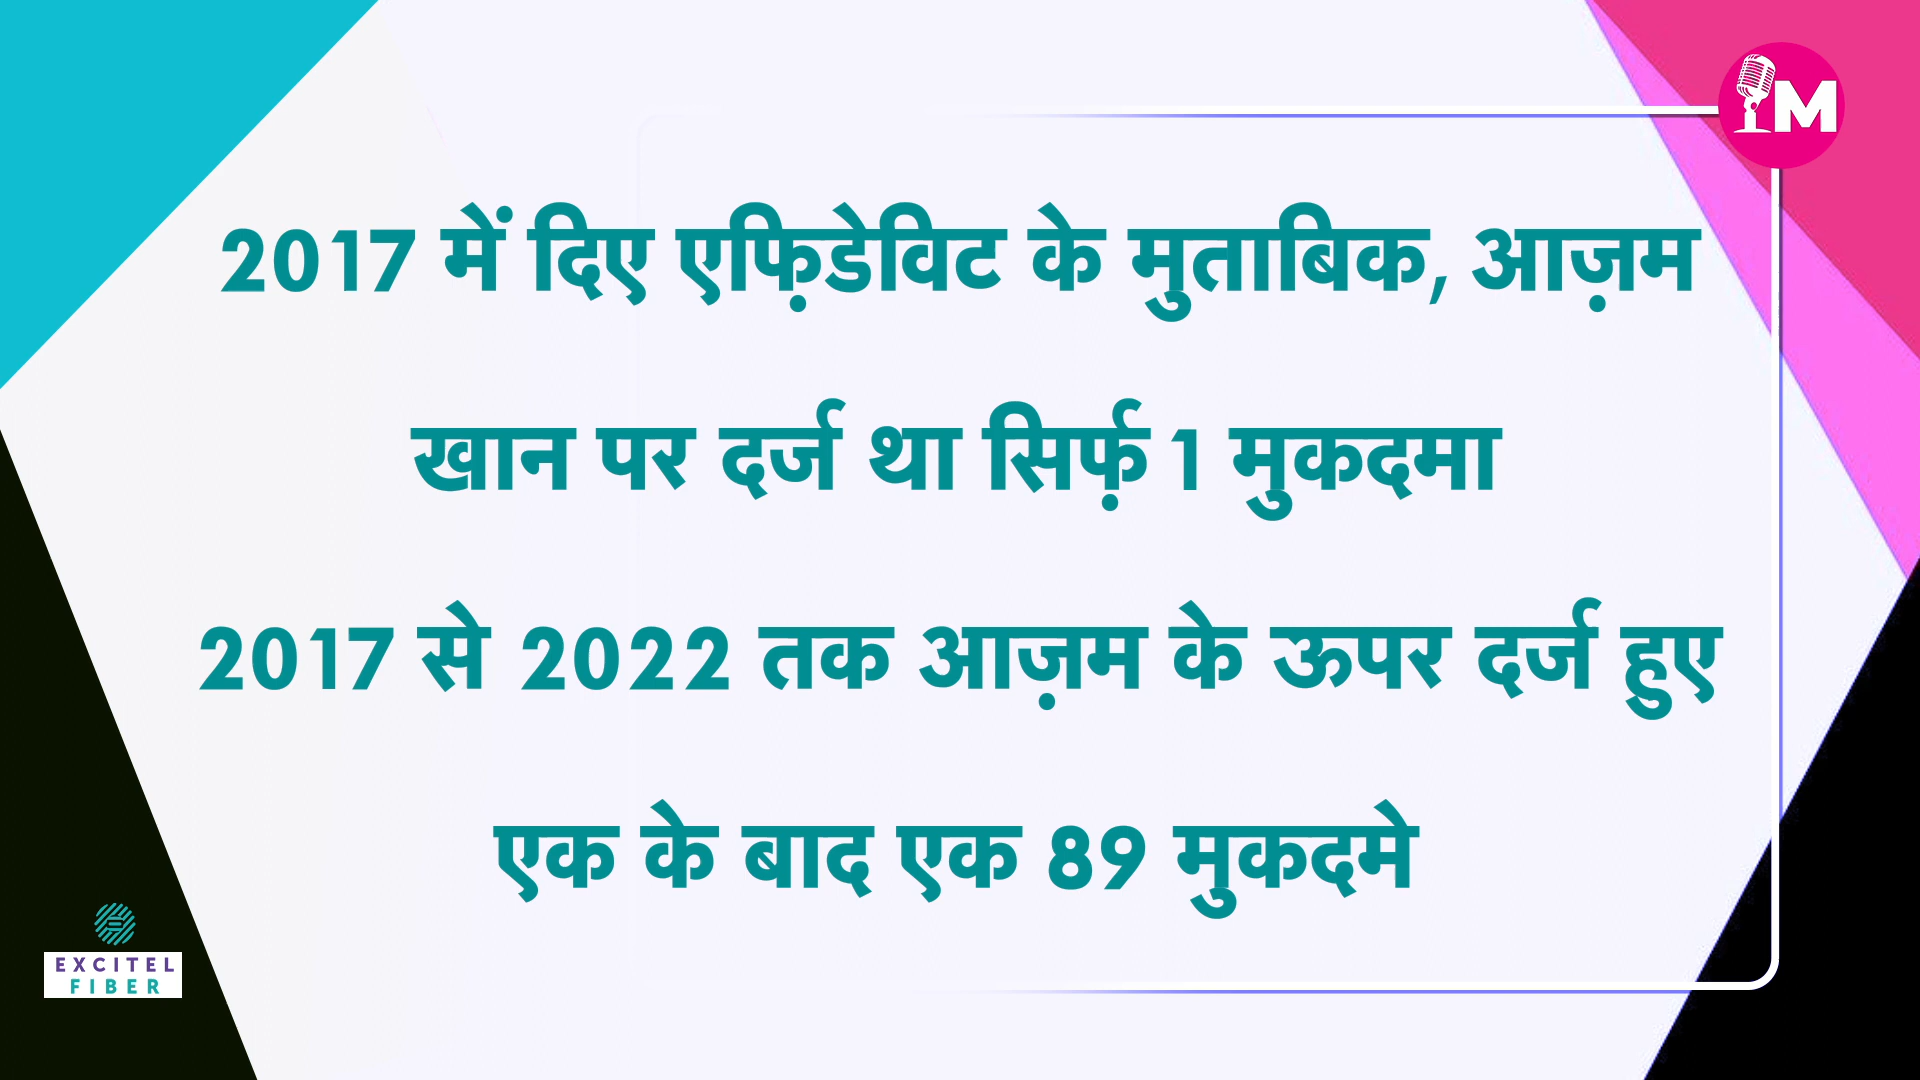 M
2017 में दिए एफ़िडेविट के मुताबिक, आज़म
खान पर दर्ज था सिर्फ़ 1 मुकदमा
2017 से 2022 तक आज़म के ऊपर दर्ज हुए
एक के बाद एक 89 मुकदमे
EXCITEL
FIBER